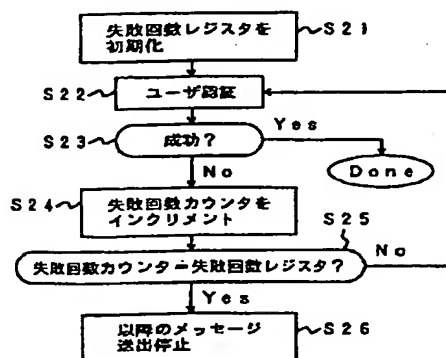 失敗回数レジスタを
初期化
S21
S22
ユーザ認証
S23
成功?
Yes
No
Done
S24
失敗回数カウンタを
インクリメント
S25
失敗回数カウンタ=失敗回数レジスタ?
No
Yes
以降のメッセージ
送出停止
S26